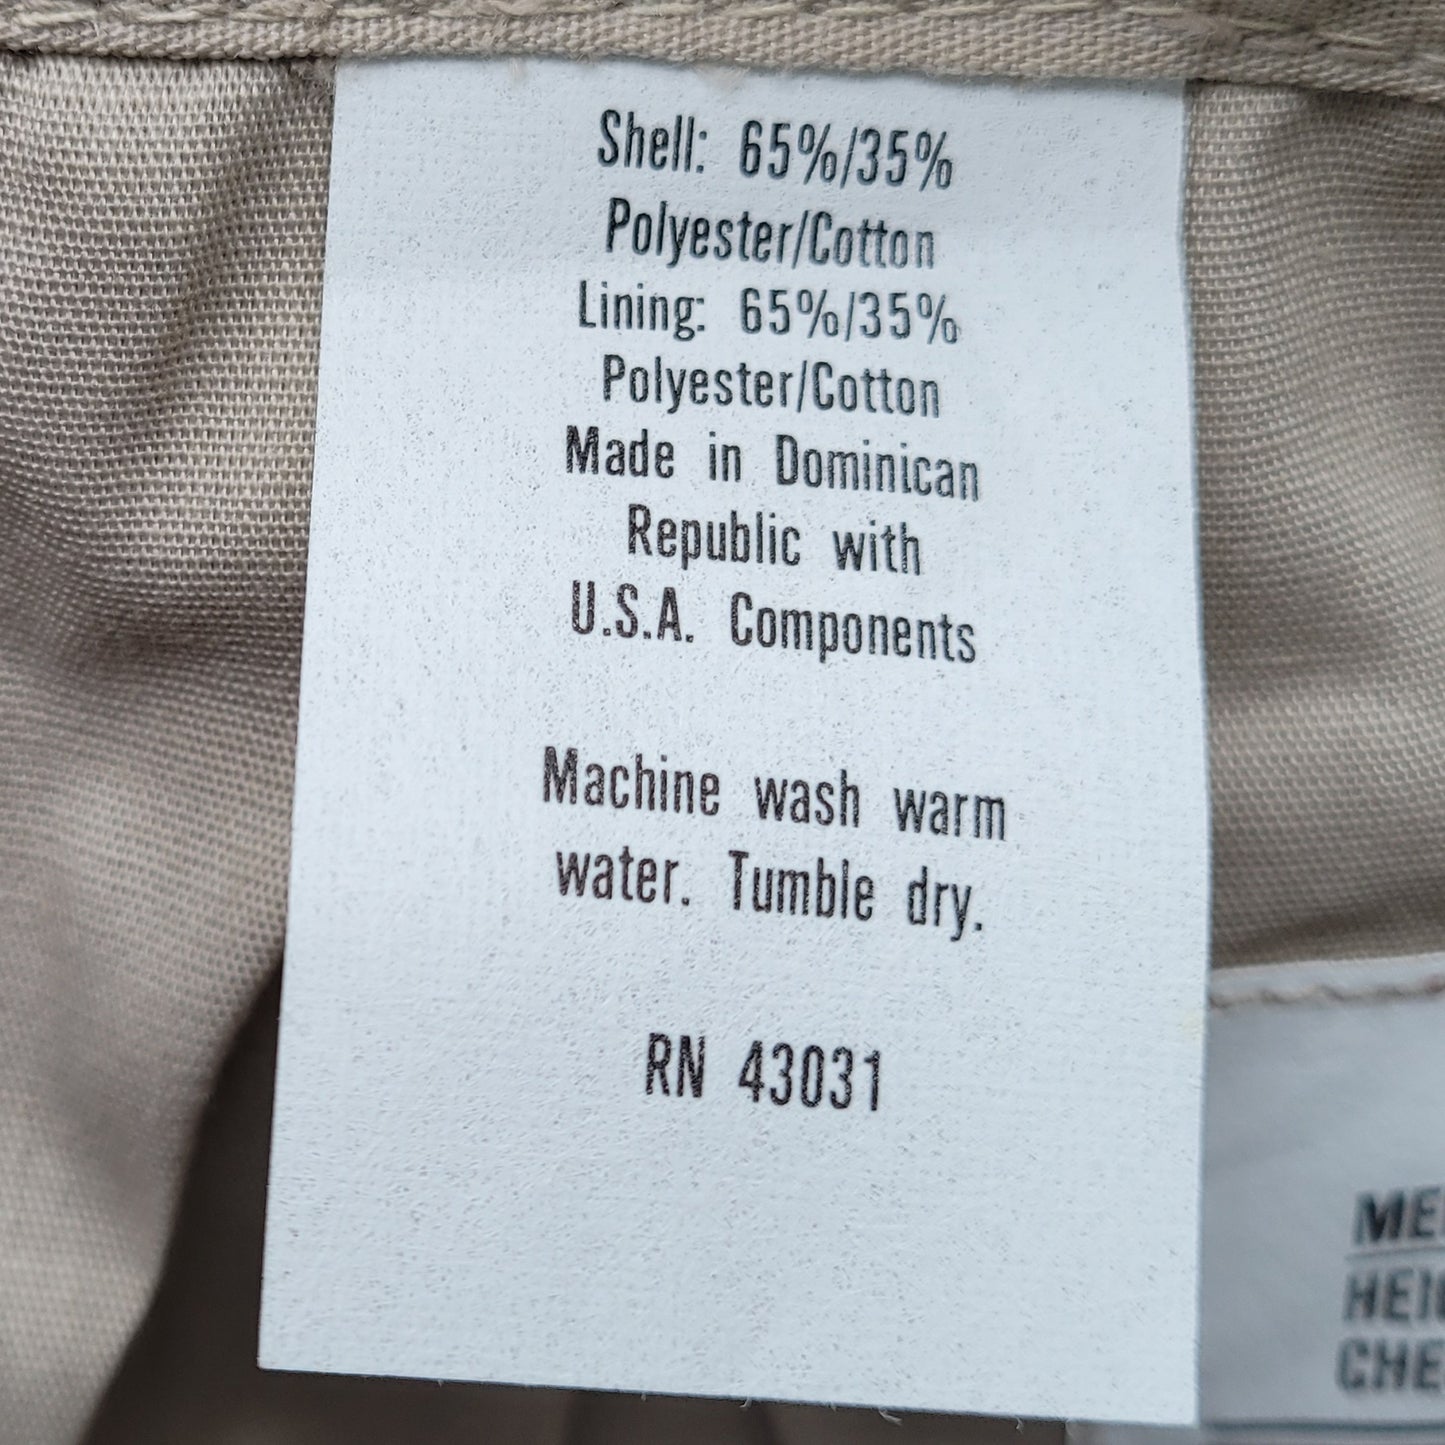 Shell: 65%/35%
Polyester/Cotton
Lining: 65%/35%
Polyester/Cotton
Made in Dominican
Republic with
U.S.A. Components
Machine wash warm
water. Tumble dry.
RN 43031